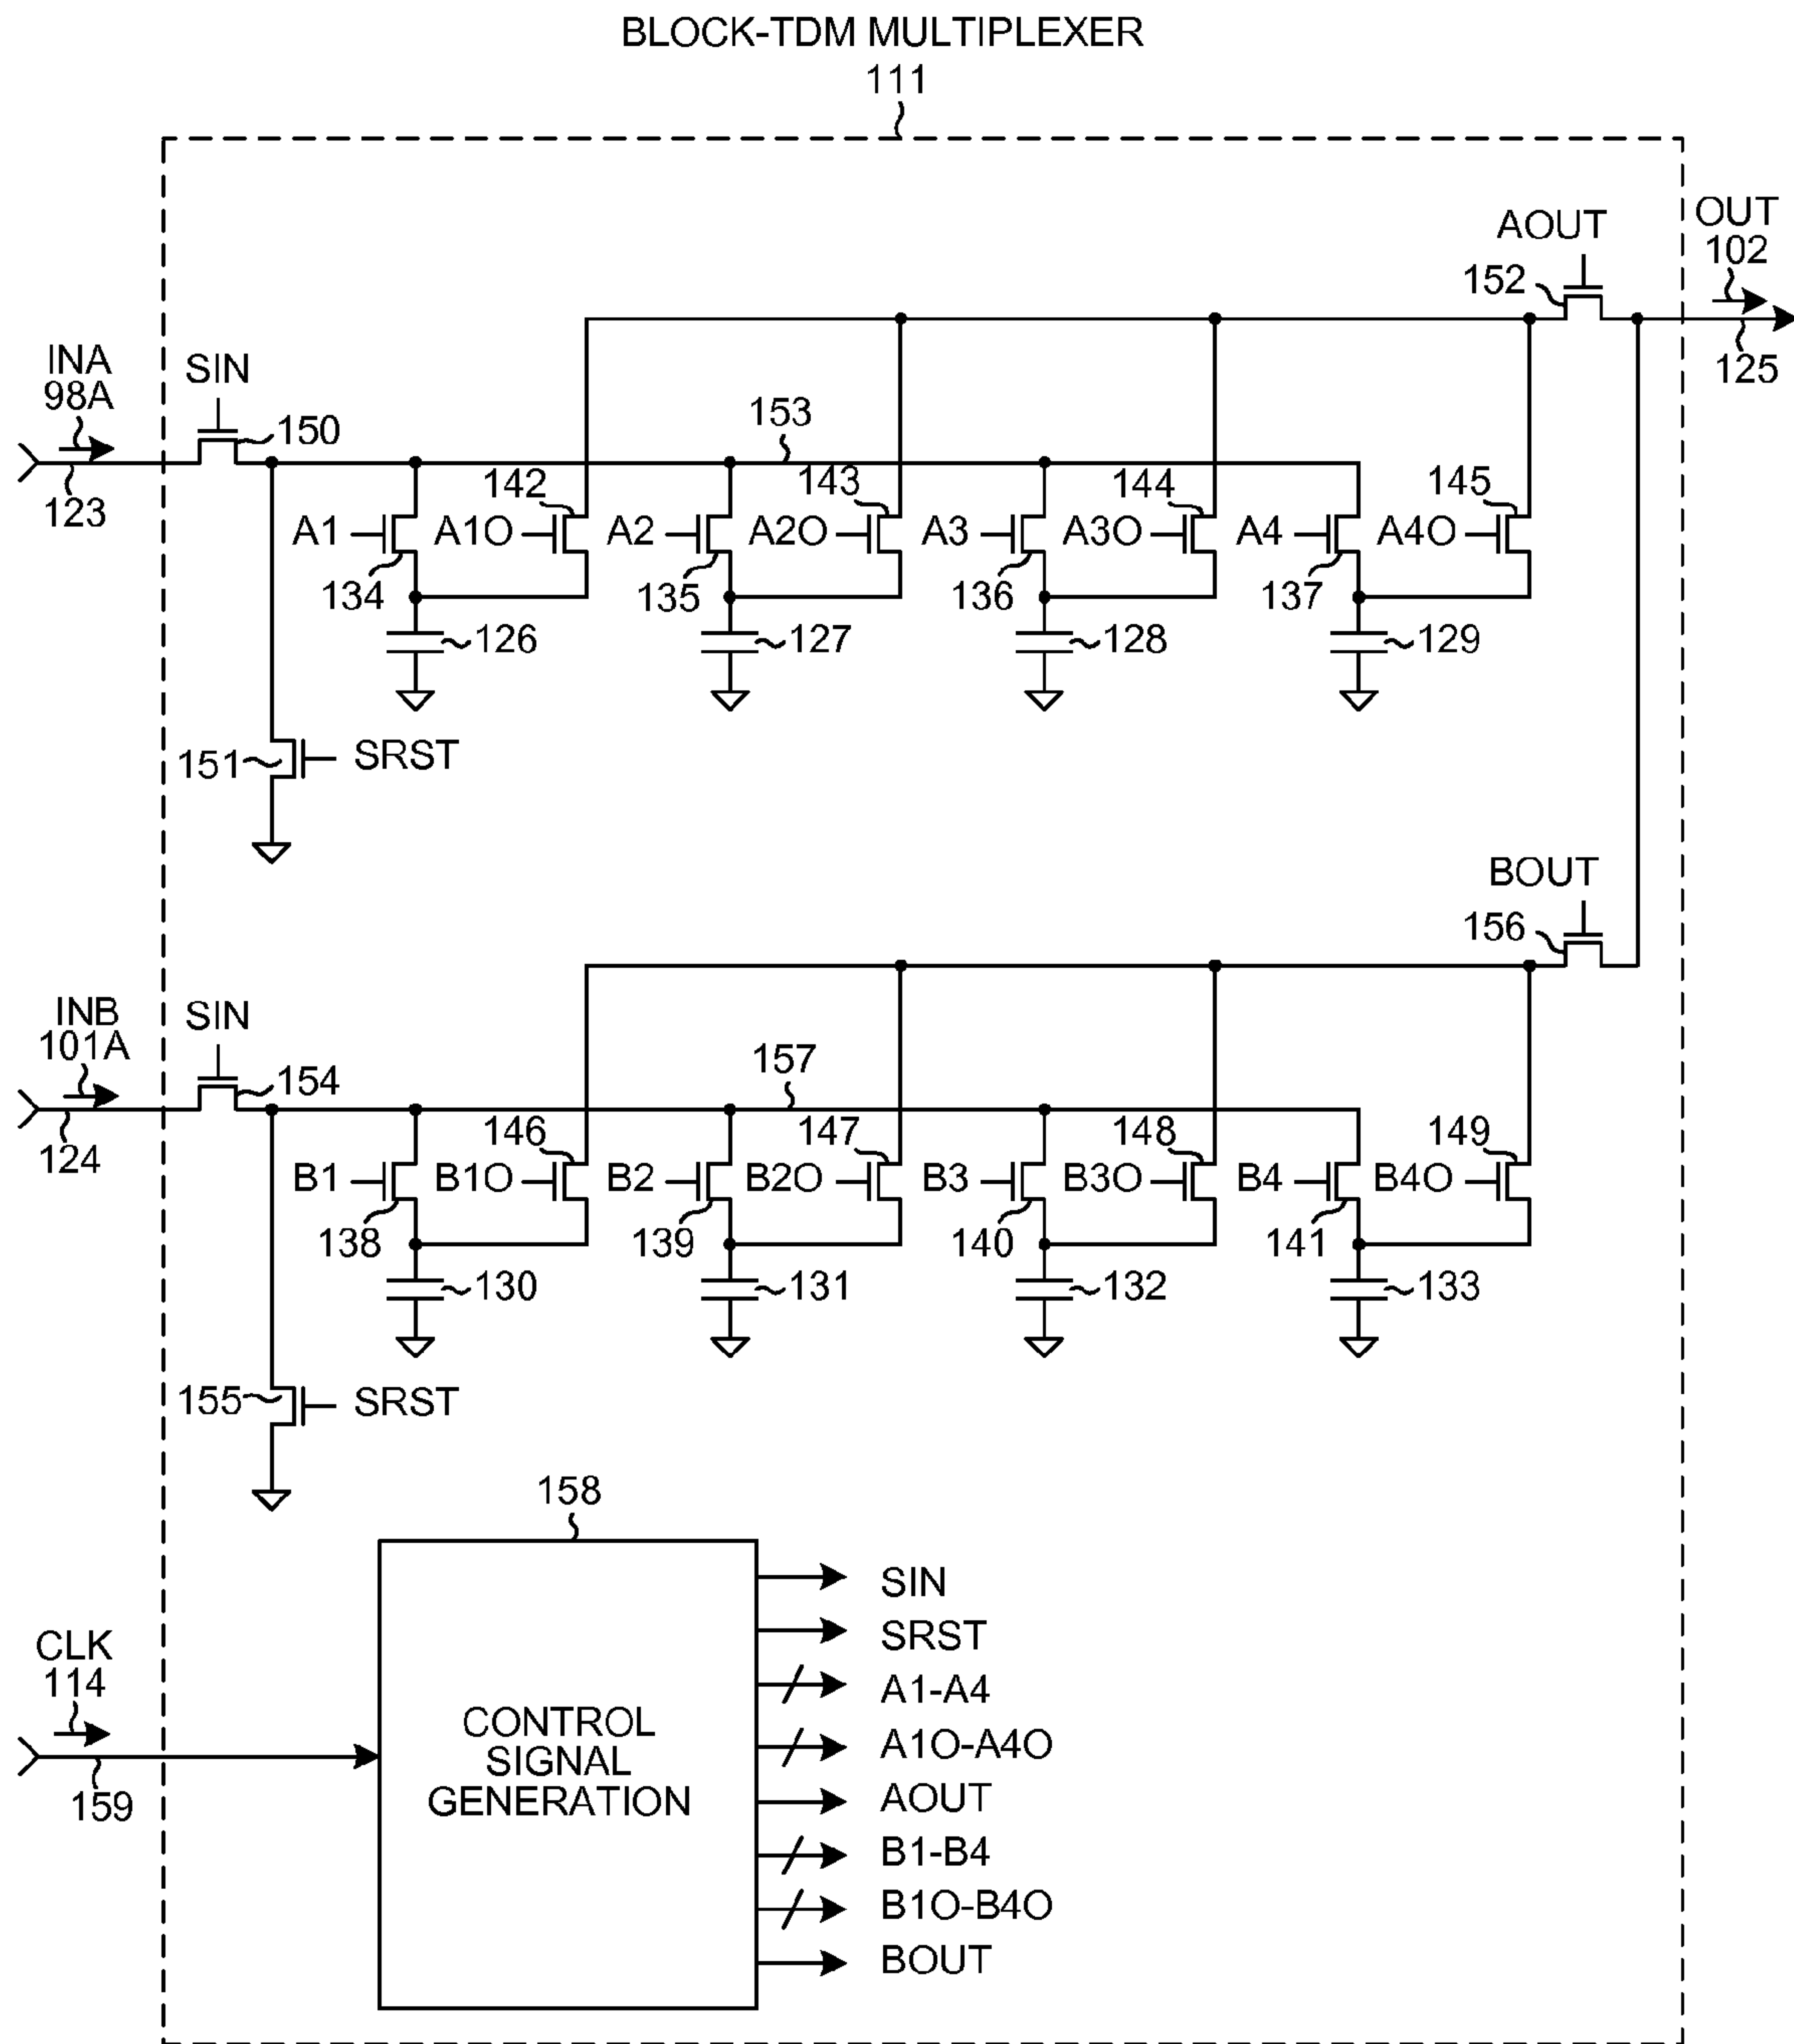 BLOCK-TDM MULTIPLEXER
111
AOUT
OUT
102
152
125
INA
98A
SIN
150
153
123
142
143
144
145
A1
A1O
A2
A2O
A3
A3O
A4
A4O
134
135
136
137
126
127
128
129
151
SRST
BOUT
156
INB
101A
SIN
154
157
124
146
147
148
149
B1
B1O
B2
B2O
B3
B3O
B4
B4O
138
139
140
141
130
131
132
133
155
SRST
158
SIN
SRST
CLK
114
A1-A4
CONTROL
SIGNAL
GENERATION
A1O-A4O
159
AOUT
B1-B4
B1O-B4O
BOUT